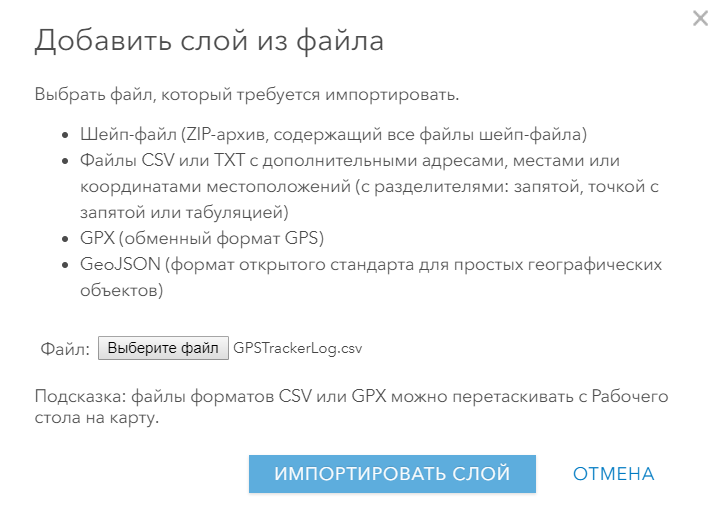 Добавить слой из файла
Выбрать файл, который требуется импортировать.
• Шейп-файл (ZIP-архив, содержащий все файлы шейп-файла)
• Файлы CSV или TXT с дополнительными адресами, местами или
координатами местоположений (с разделителями: запятой, точкой с
запятой или табуляцией)
• GPX (обменный формат GPS)
• GeoJSON (формат открытого стандарта для простых географических
объектов)
Файл: Выберите файл GPSTrackerLog.csv
Подсказка: файлы форматов CSV или GPX можно перетаскивать с Рабочего
стола на карту.
ИМПОРТИРОВАТЬ СЛОЙ ОТМЕНА